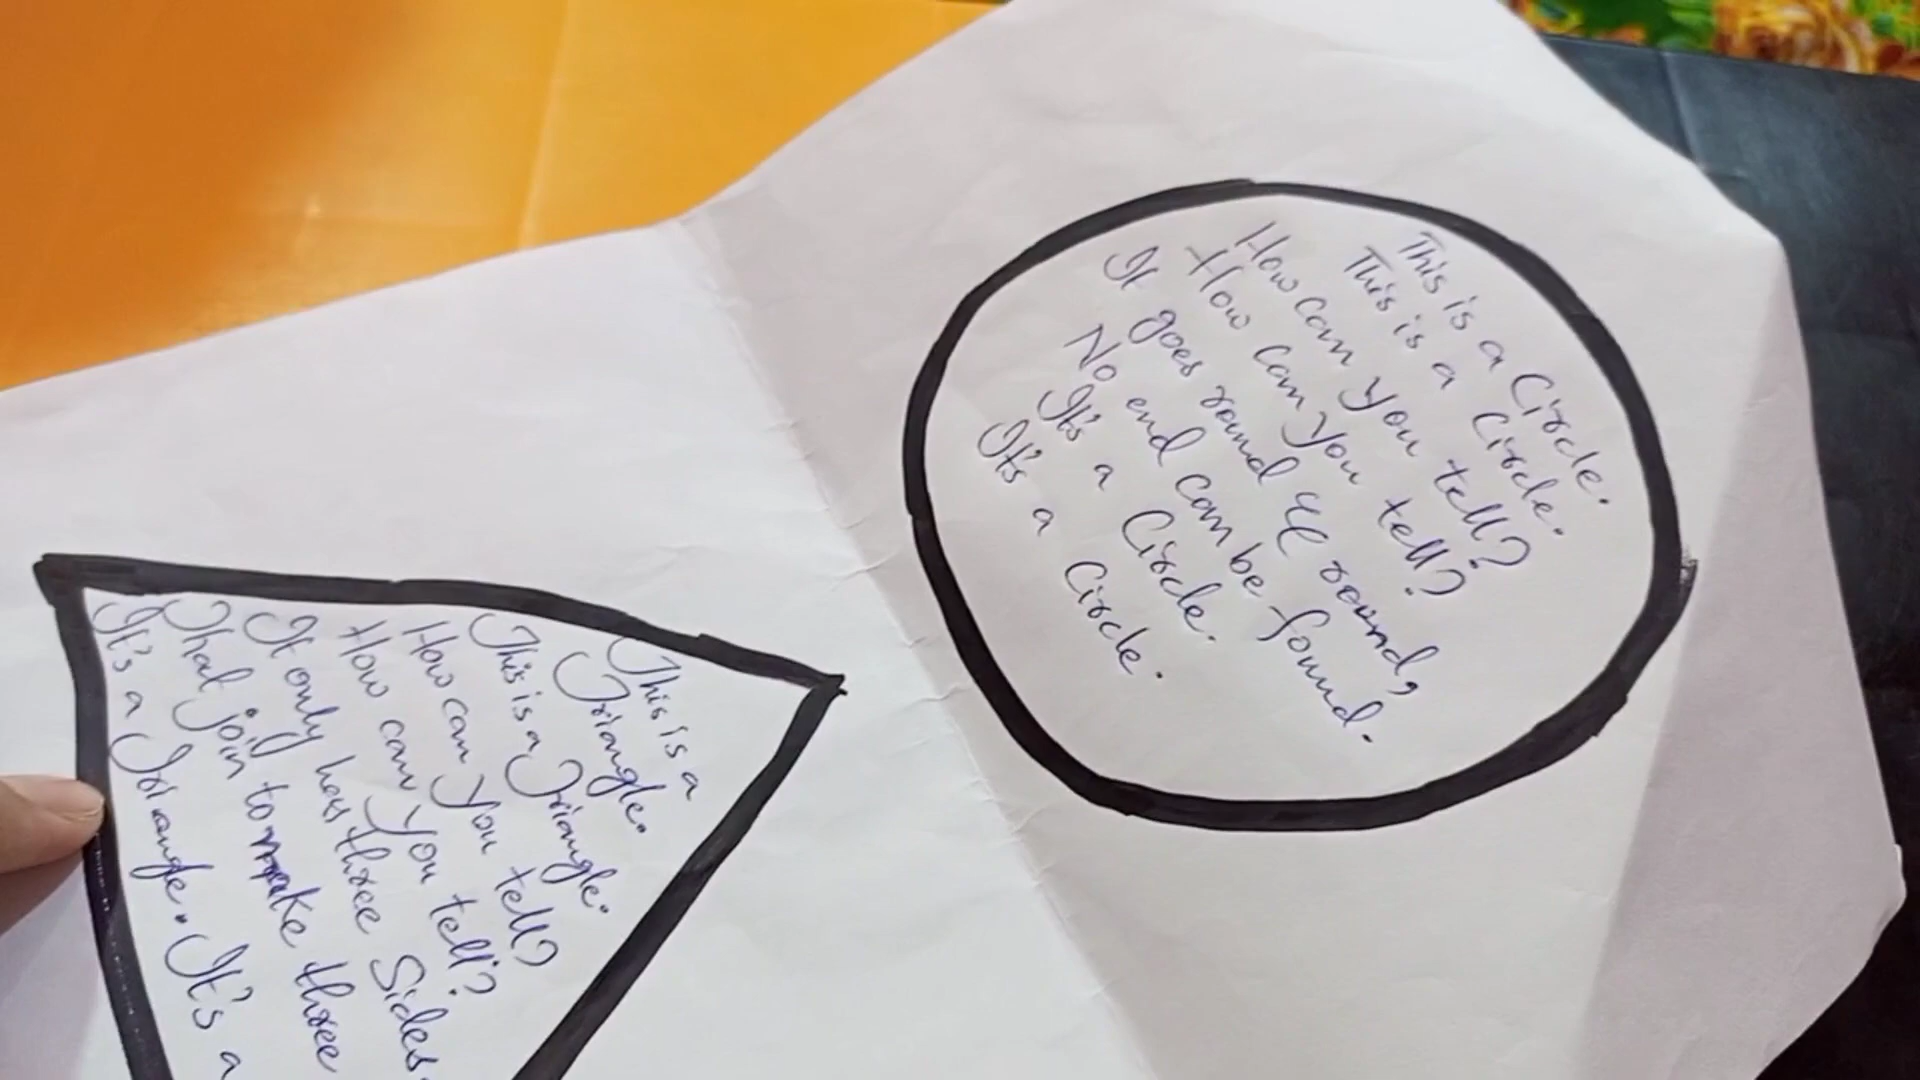 This is a Circle.
This is a Circle.
How can you tell?
How can you tell?
It goes round & round,
No end can be found.
It's a Circle.
It's a Circle.
This is a
Triangle.
This is a Triangle.
How can you tell?
How can you tell?
It only has three Sides
That join to make three
It's a Triangle. It's a